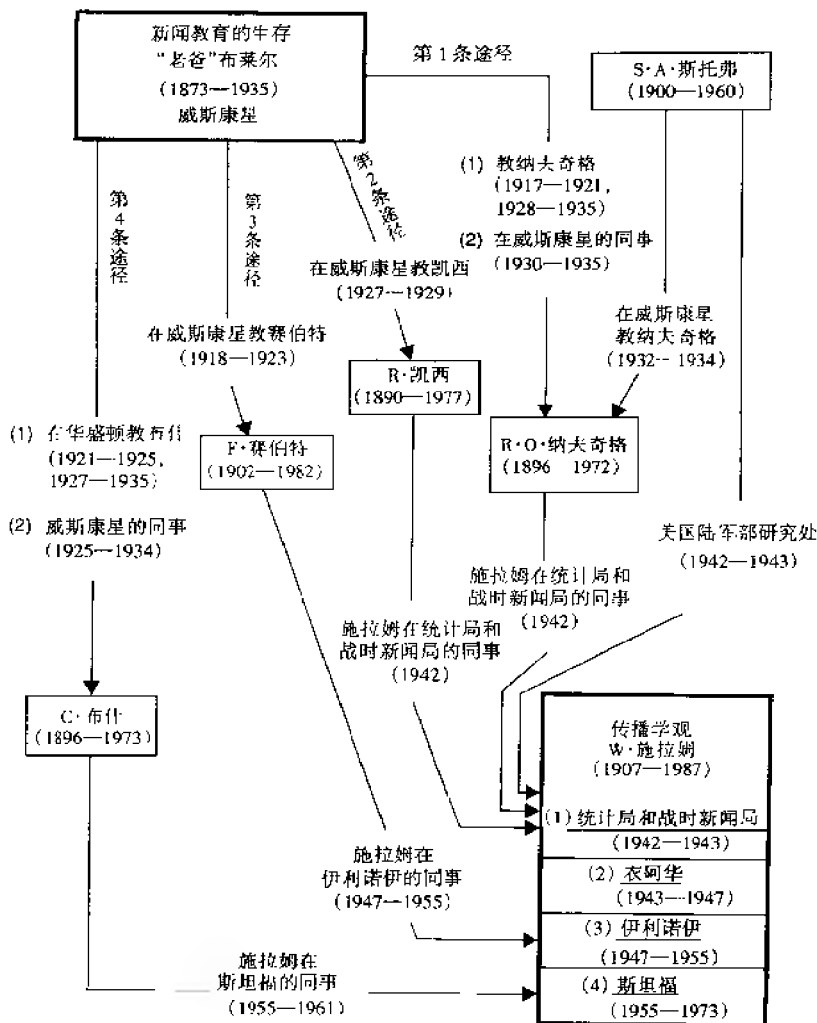 新闻教育的生存
“老爸”布莱尔
(1873—1935)
威斯康星
第1条途径
S·A·斯托弗
(1900—1960)
第4条途径
第3条途径
第2条途径
(1) 教纳夫奇格
(1917—1921,
1928—1935)
(2) 在威斯康星的同事
(1930—1935)
在威斯康星教凯西
(1927—1929)
在威斯康星教赛伯特
(1918—1923)
在威斯康星
教纳夫奇格
(1932—1934)
R·凯西
(1890—1977)
(1) 在华盛顿教布什
(1921—1925,
1927—1935)
(2) 威斯康星的同事
(1925—1934)
F·赛伯特
(1902—1982)
R·O·纳夫奇格
(1896 1972)
美国陆军部研究处
(1942—1943)
施拉姆在统计局和
战时新闻局的同事
(1942)
施拉姆在统计局和
战时新闻局的同事
(1942)
C·布什
(1896—1973)
传播学观
W·施拉姆
(1907—1987)
(1) 统计局和战时新闻局
(1942—1943)
(2) 衣阿华
(1943—1947)
(3) 伊利诺伊
(1947—1955)
(4) 斯坦福
(1955—1973)
施拉姆在
伊利诺伊的同事
(1947—1955)
施拉姆在
斯坦福的同事
(1955—1961)